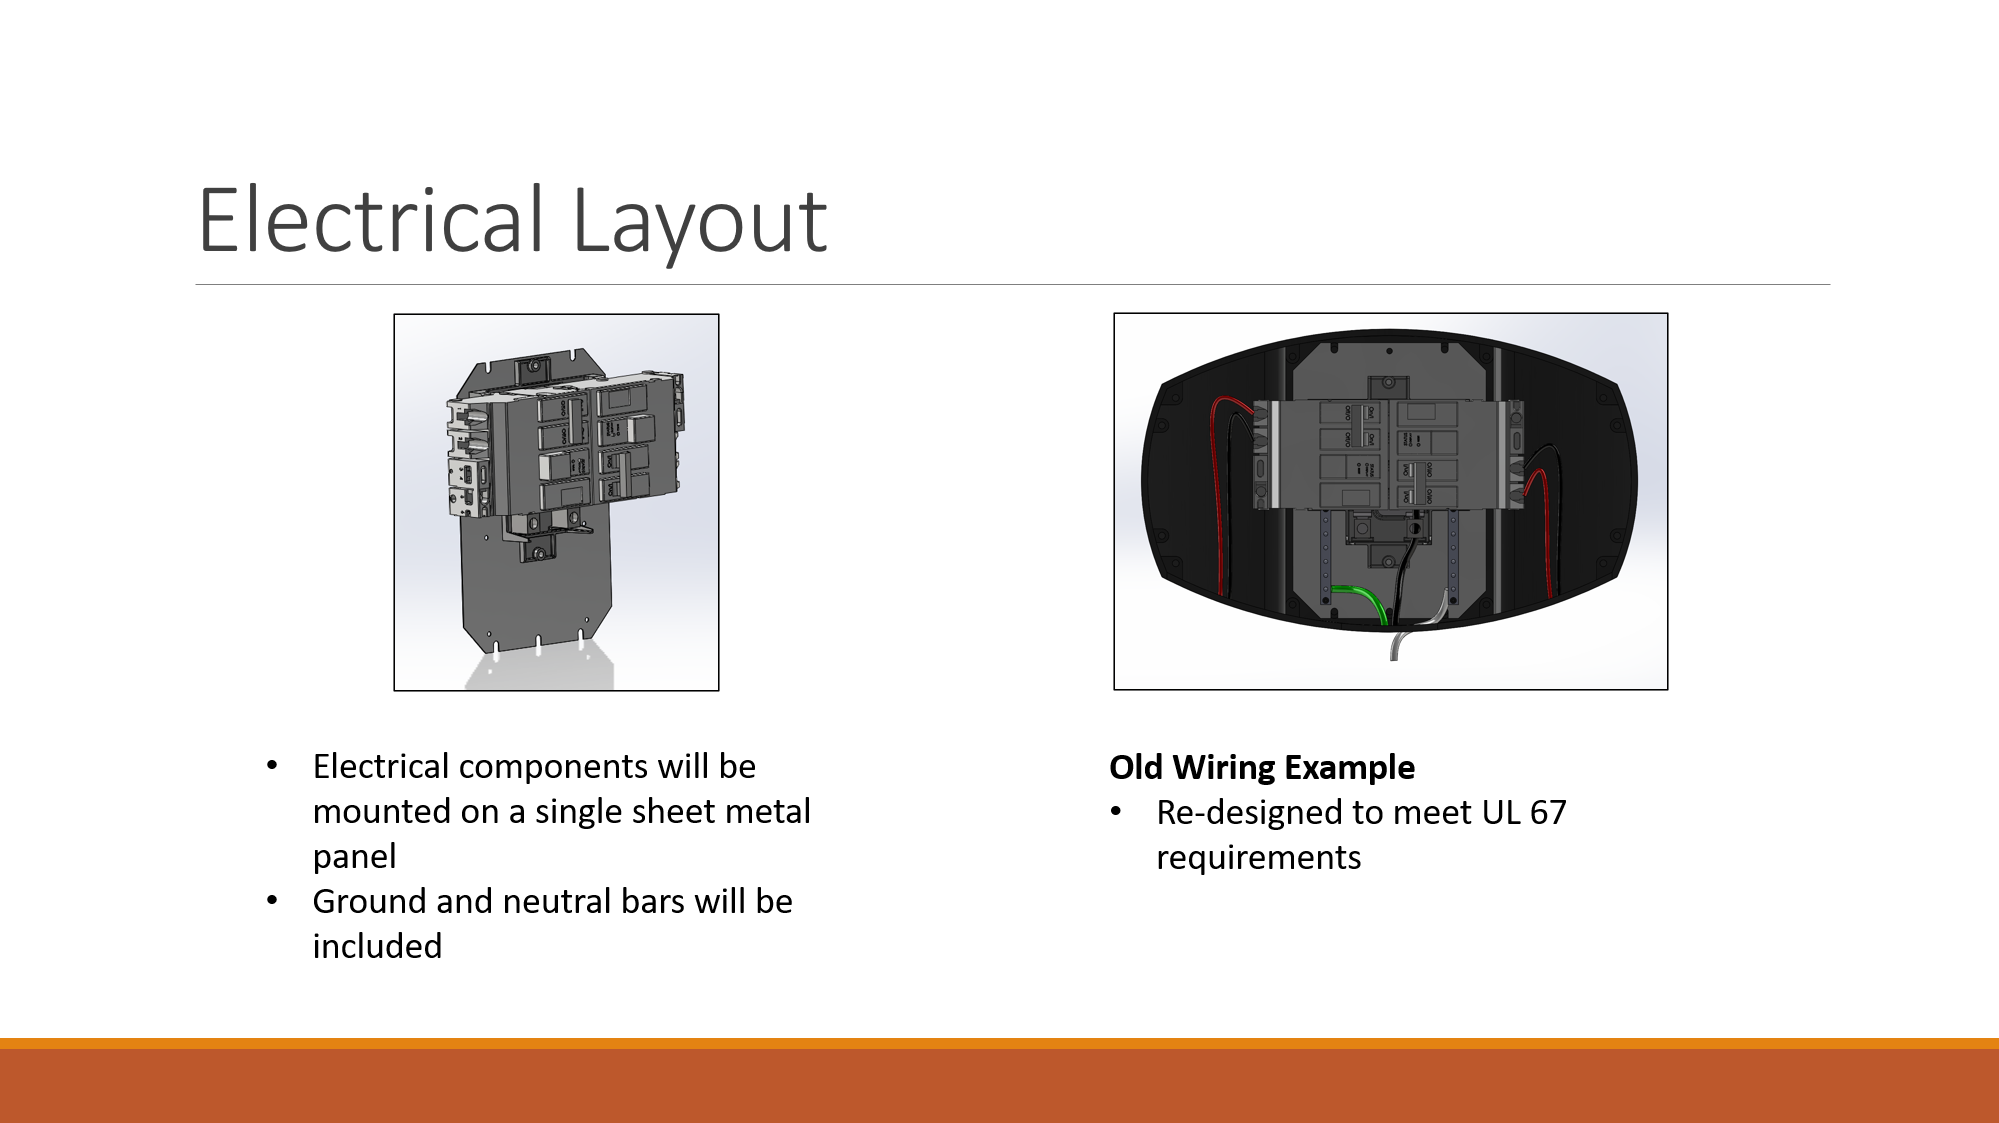 Electrical Layout
• Electrical components will be
mounted on a single sheet metal
panel
• Ground and neutral bars will be
included
Old Wiring Example
• Re-designed to meet UL 67
requirements